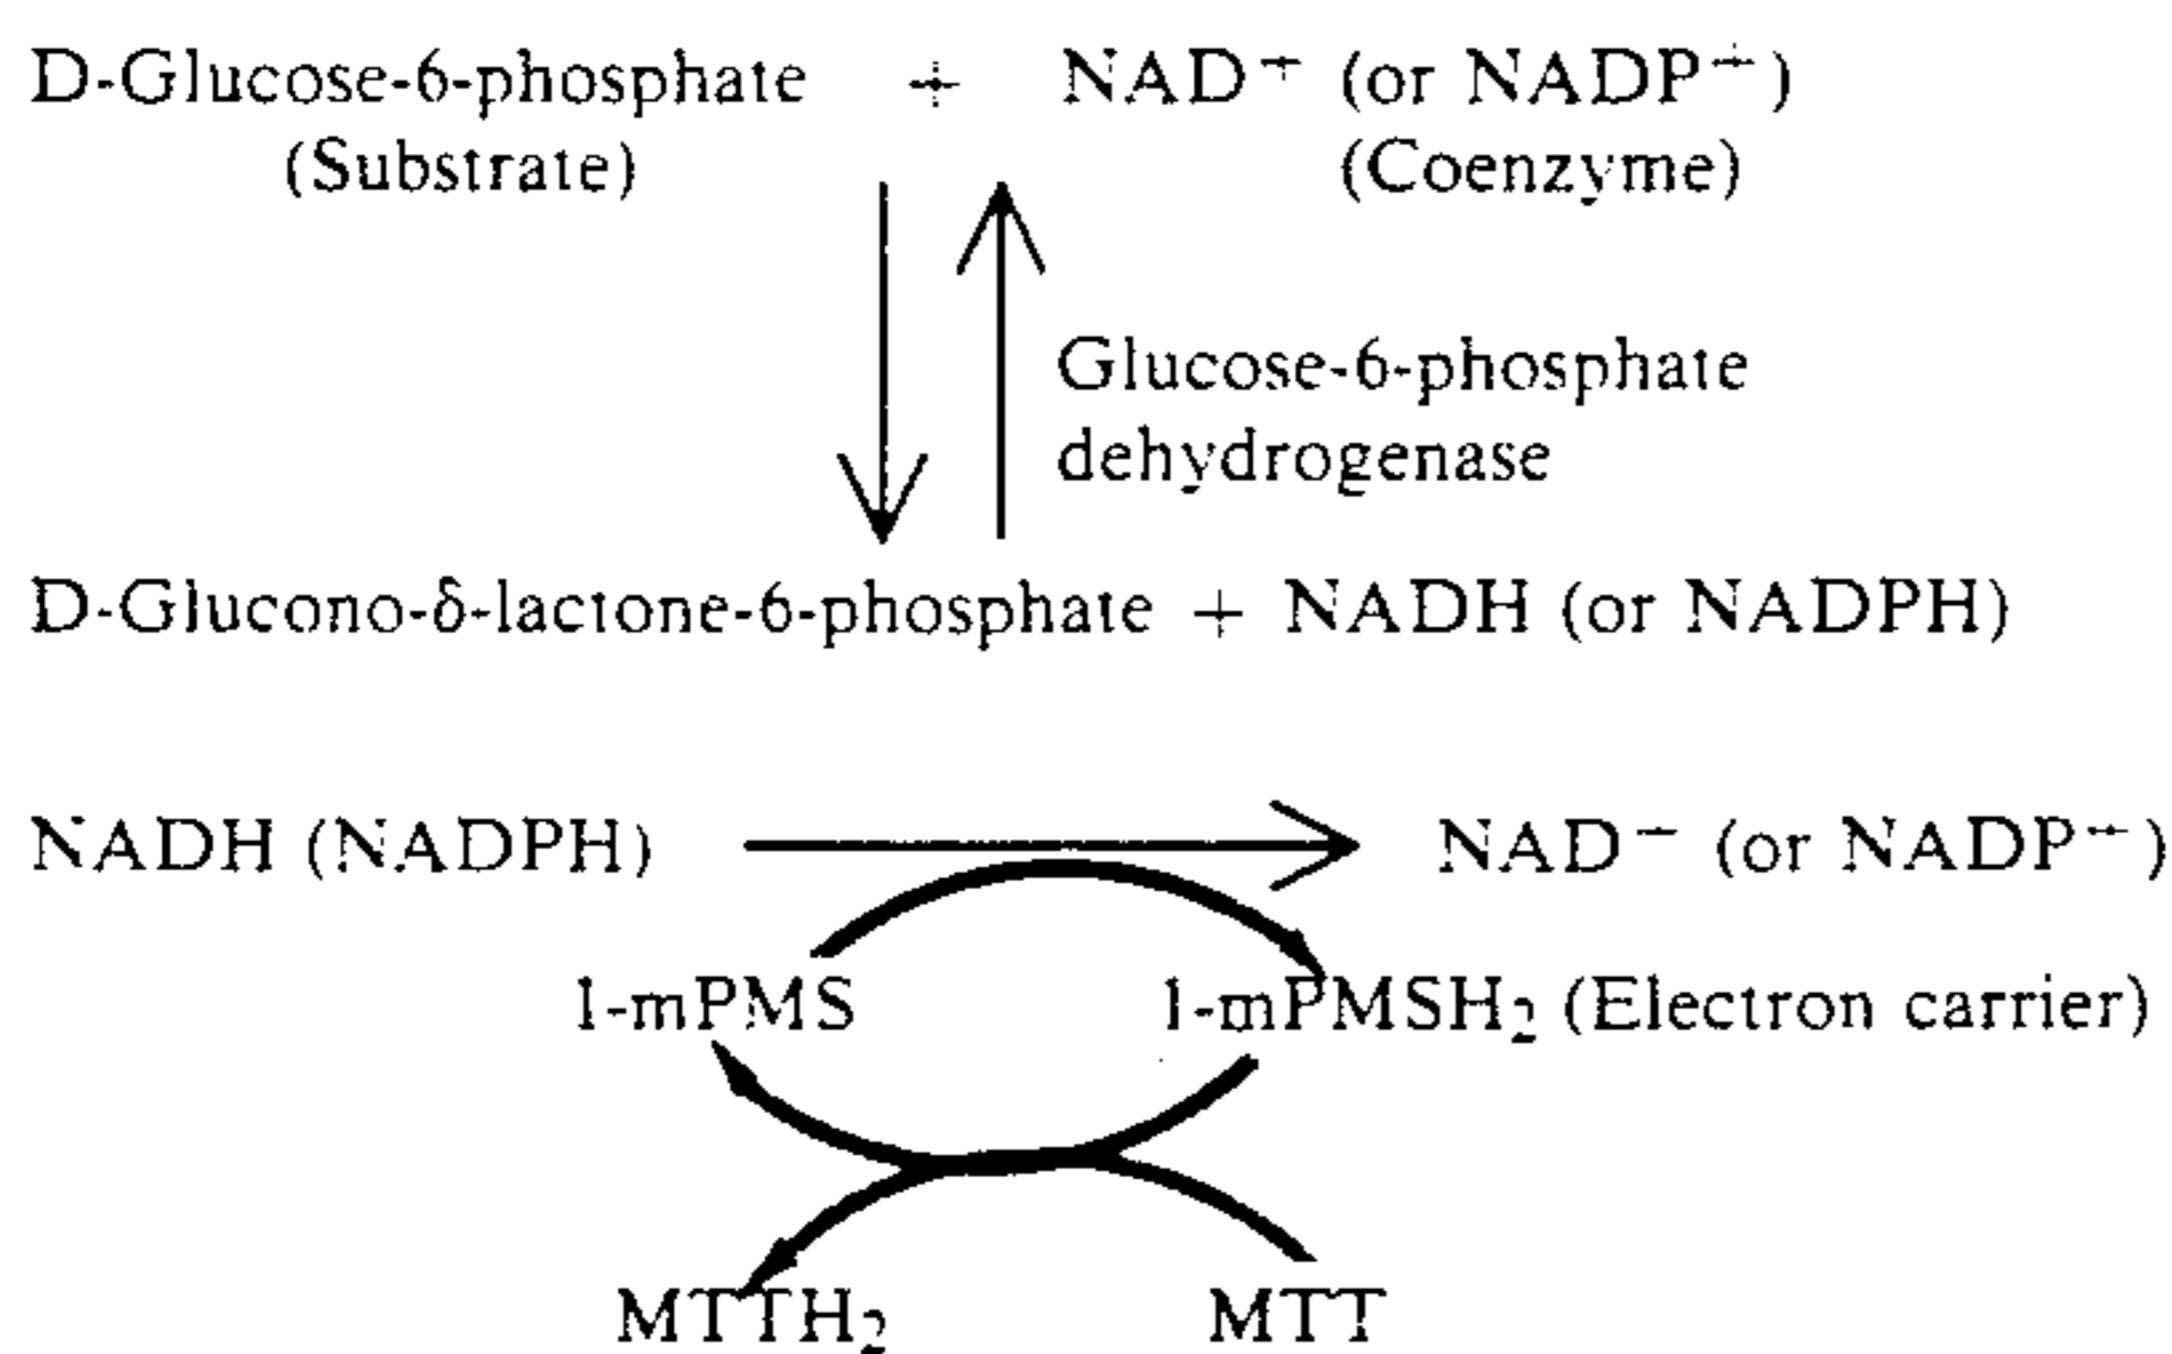 D-Glucose-6-phosphate + NAD⁺ (or NADP⁺)
(Substrate) (Coenzyme)
Glucose-6-phosphate
dehydrogenase
D-Glucono-δ-lactone-6-phosphate + NADH (or NADPH)
NADH (NADPH) NAD⁺ (or NADP⁺)
1-mPMS 1-mPMSH₂ (Electron carrier)
MTTH₂ MTT